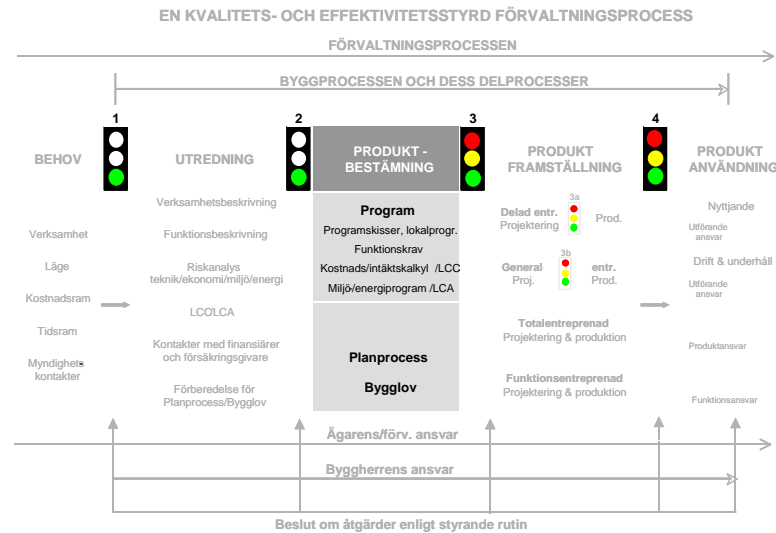 EN KVALITETS- OCH EFFEKTIVITETSSTYRD FÖRVALTNINGSPROCESS
FÖRVALTNINGSPROCESSEN
BYGGPROCESSEN OCH DESS DELPROCESSER
1
2
3
4
BEHOV
Verksamhet
Läge
Kostnadsram
Tidsram
Myndighets
kontakter
UTREDNING
Verksamhetsbeskrivning
Funktionsbeskrivning
Riskanalys
teknik/ekonomi/miljö/energi
LCC/LCA
Kontakter med finansiärer
och försäkringsgivare
Förberedelse för
Planprocess/Bygglov
PRODUKT -
BESTÄMNING
Program
Programskisser, lokalprogr.
Funktionskrav
Kostnads/intäktskalkyl /LCC
Miljö/energiprogram /LCA
Planprocess
Bygglov
PRODUKT
FRAMSTÄLLNING
3a
Delad entr.
Projektering
Prod.
3b
General entr.
Proj. Prod.
Totalentreprenad
Projektering & produktion
Funktionsentreprenad
Projektering & produktion
PRODUKT
ANVÄNDNING
Nyttjande
Utförande
ansvar
Drift & underhåll
Utförande
ansvar
Produktansvar
Funktionsansvar
Ägarens/förv. ansvar
Byggherrens ansvar
Beslut om åtgärder enligt styrande rutin